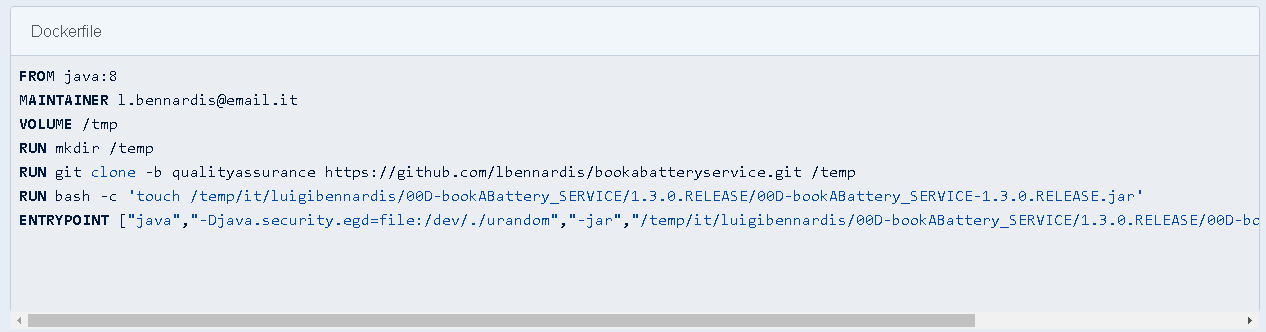 Dockerfile
FROM java:8
MAINTAINER l.bennardis@email.it
VOLUME /tmp
RUN mkdir /temp
RUN git clone -b qualityassurance https://github.com/lbennardis/bookabatteryservice.git /temp
RUN bash -c 'touch /temp/it/luigibennardis/00D-bookABattery_SERVICE/1.3.0.RELEASE/00D-bookABattery_SERVICE-1.3.0.RELEASE.jar'
ENTRYPOINT ["java","-Djava.security.egd=file:/dev/./urandom","-jar","/temp/it/luigibennardis/00D-bookABattery_SERVICE/1.3.0.RELEASE/00D-bo